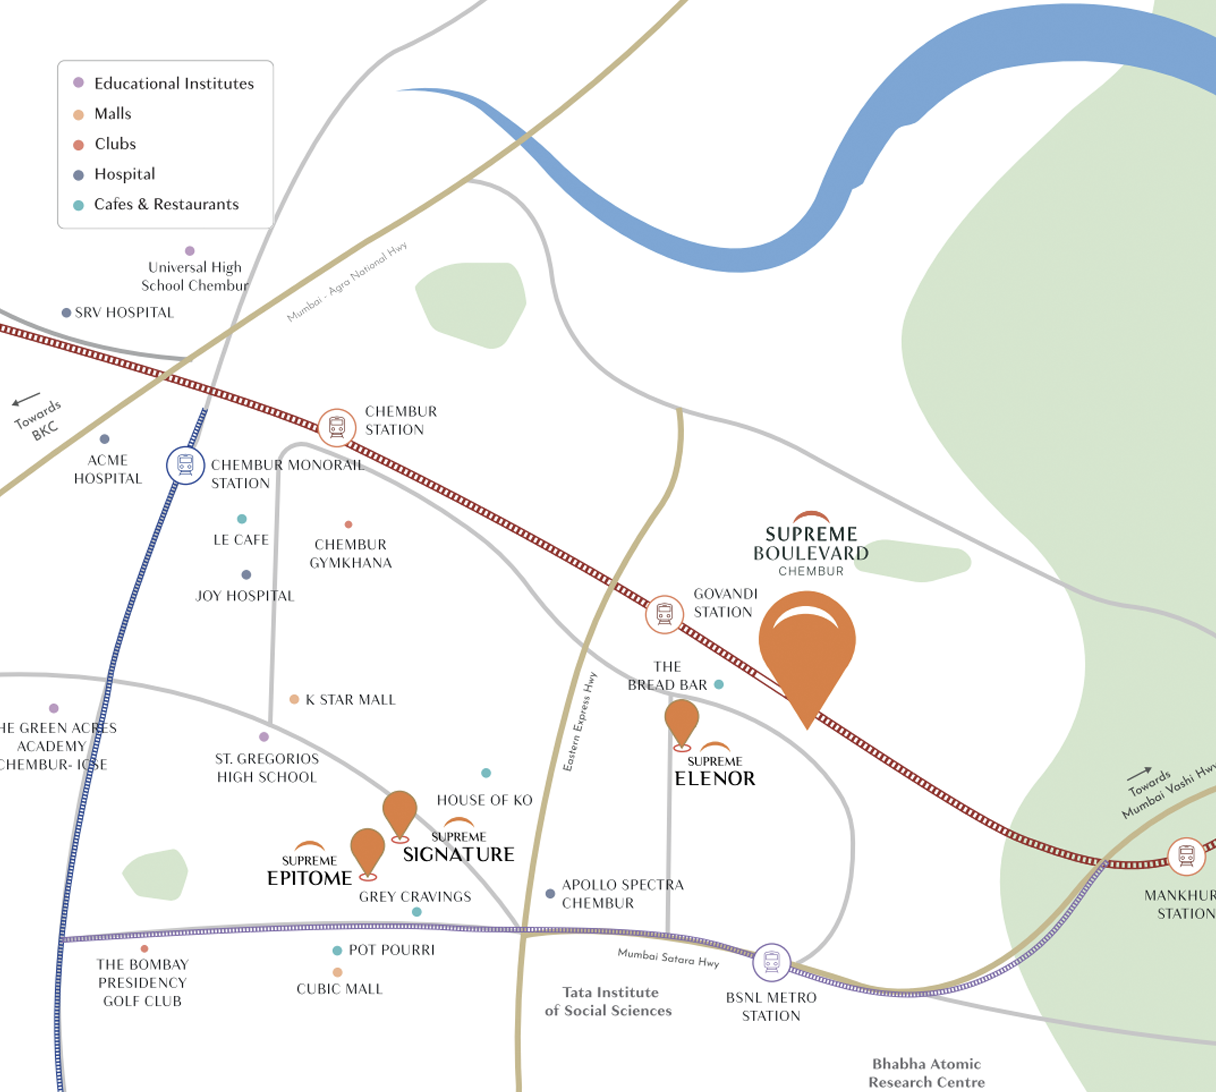 Educational Institutes
Malls
Clubs
Hospital
Cafes & Restaurants
Universal High
School Chembur
SRV HOSPITAL
Mumbai - Agra National Hwy
Towards
BKC
ACME
HOSPITAL
CHEMBUR
STATION
CHEMBUR MONORAIL
STATION
LE CAFE
CHEMBUR
GYMKHANA
JOY HOSPITAL
SUPREME
BOULEVARD
CHEMBUR
GOVANDI
STATION
THE
BREAD BAR
K STAR MALL
Eastern Express Hwy
HE GREEN ACRES
ACADEMY
CHEMBUR- ICSE
ST. GREGORIOS
HIGH SCHOOL
SUPREME
ELENOR
HOUSE OF KO
Towards
Mumbai Vashi Hwy
SUPREME
SIGNATURE
SUPREME
EPITOME
GREY CRAVINGS
APOLLO SPECTRA
CHEMBUR
MANKHUR
STATION
POT POURRI
THE BOMBAY
PRESIDENCY
GOLF CLUB
CUBIC MALL
Mumbai Satara Hwy
Tata Institute
of Social Sciences
BSNL METRO
STATION
Bhabha Atomic
Research Centre